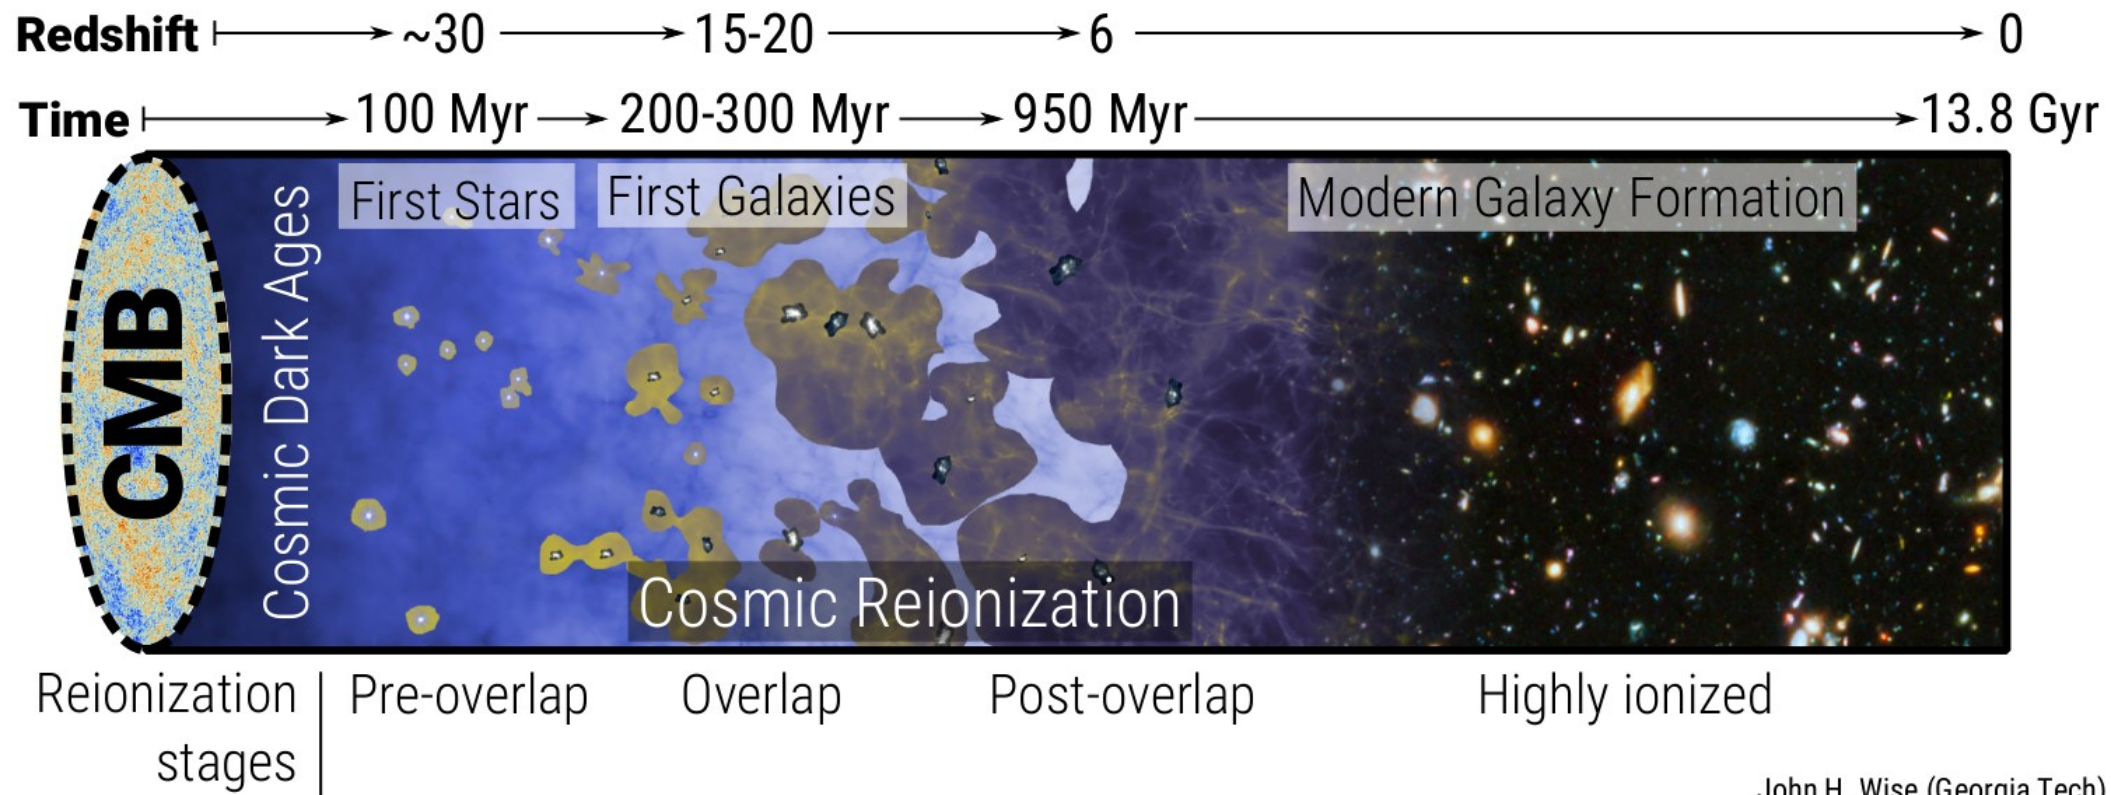 Redshift ~30 15-20 6 0
Time 100 Myr 200-300 Myr 950 Myr 13.8 Gyr
CMB
Cosmic Dark Ages
First Stars
First Galaxies
Modern Galaxy Formation
Cosmic Reionization
Reionization
stages
Pre-overlap
Overlap
Post-overlap
Highly ionized
John H. Wise (Georgia Tech)